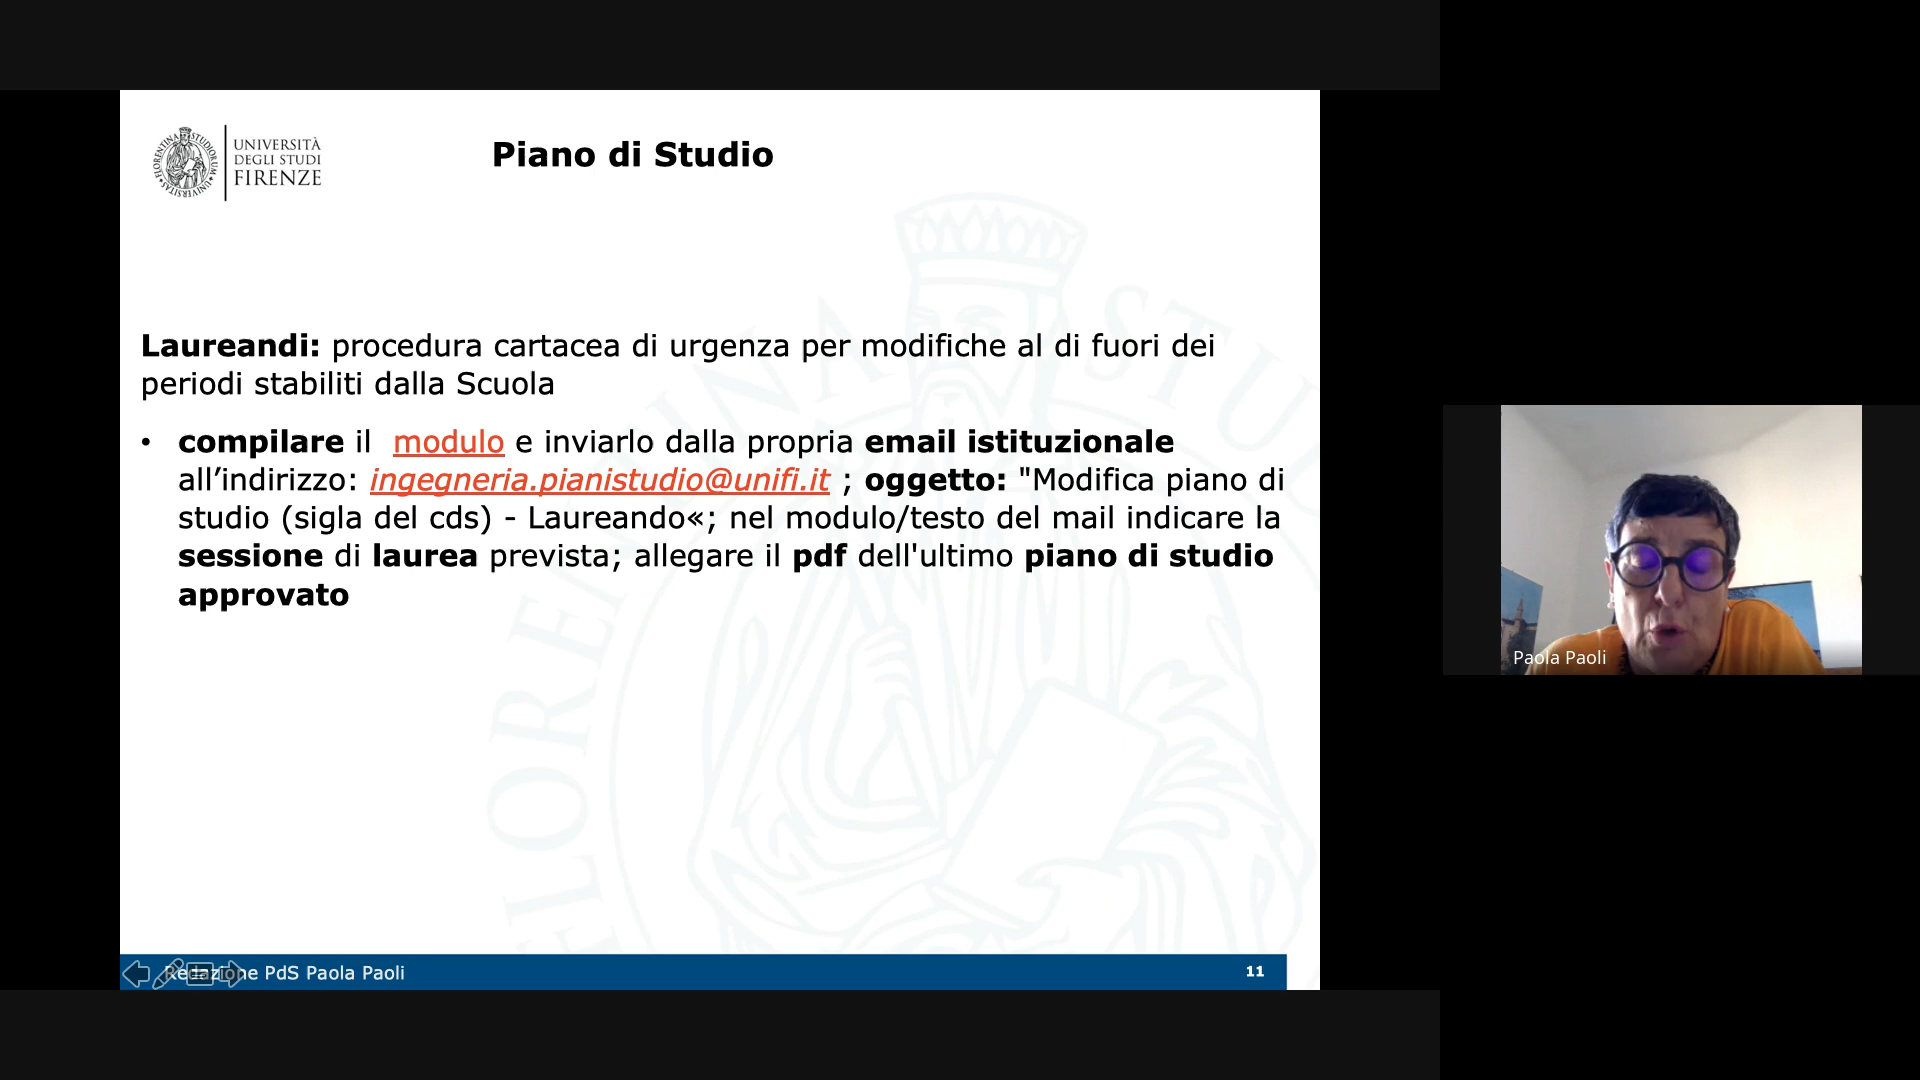 UNIVERSITÀ
DEGLI STUDI
FIRENZE
Piano di Studio
Laureandi: procedura cartacea di urgenza per modifiche al di fuori dei
periodi stabiliti dalla Scuola
• compilare il modulo e inviarlo dalla propria email istituzionale
all’indirizzo: ingegneria.pianistudio@unifi.it ; oggetto: "Modifica piano di
studio (sigla del cds) - Laureando«; nel modulo/testo del mail indicare la
sessione di laurea prevista; allegare il pdf dell'ultimo piano di studio
approvato
Redazione PdS Paola Paoli
11
Paola Paoli